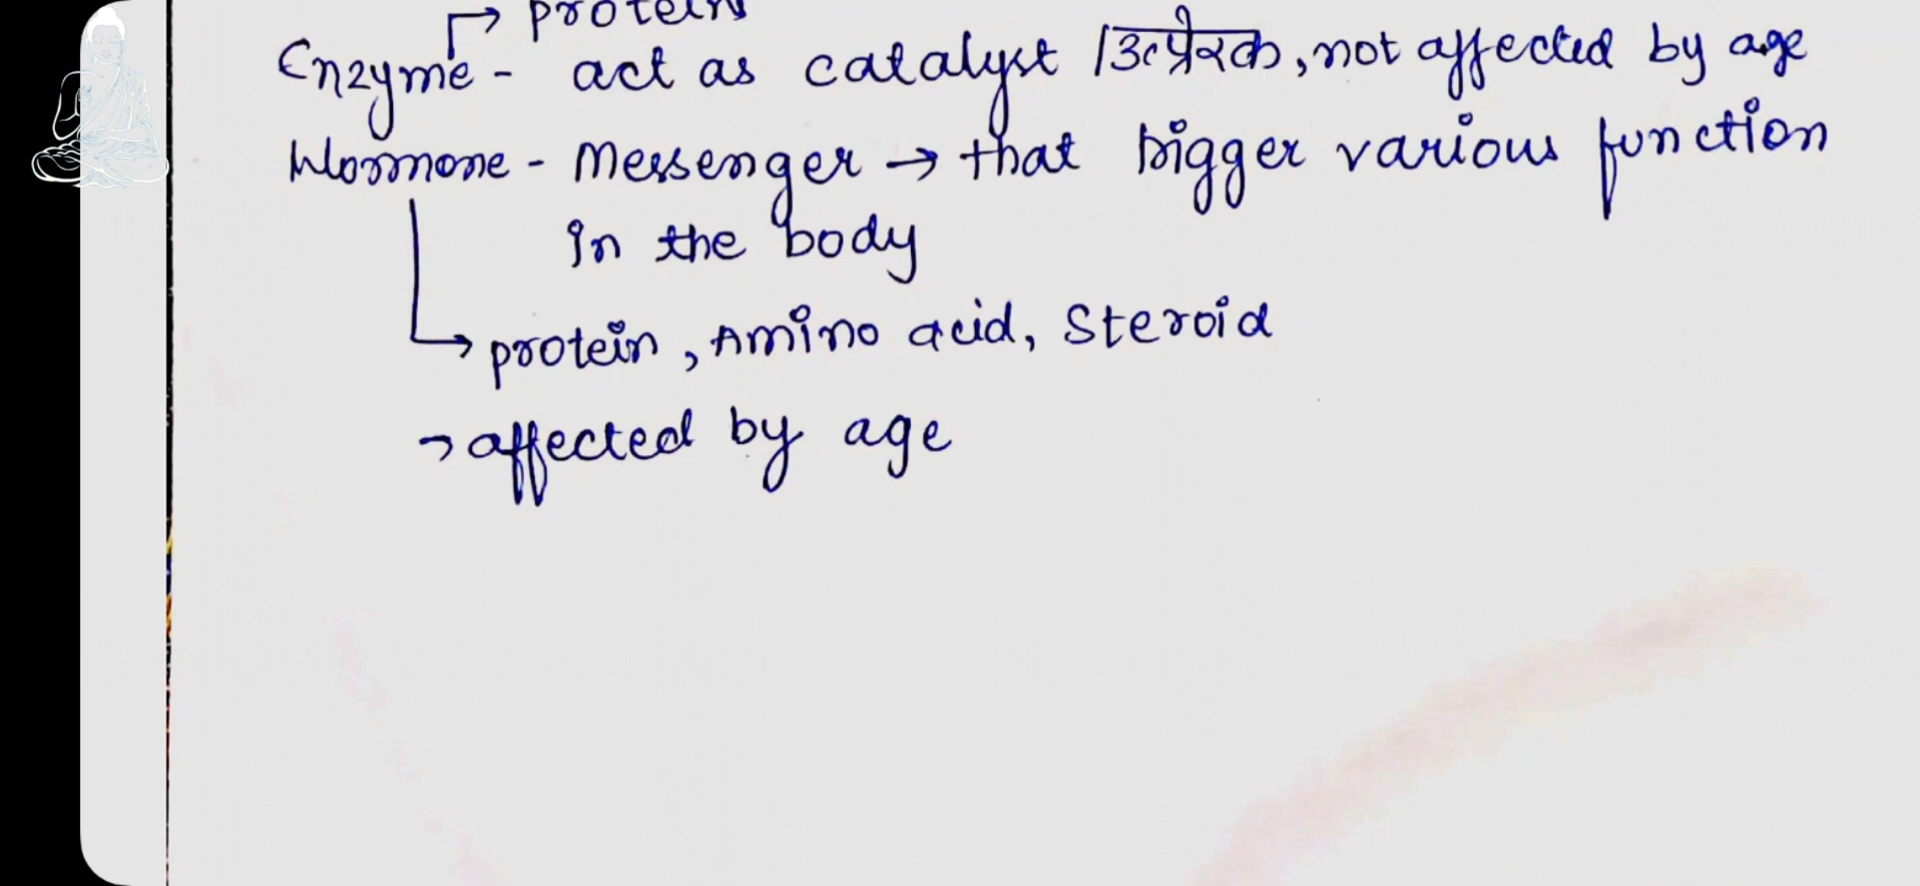 ↱ protein
Enzyme - act as catalyst / उत्प्रेरक, not affected by age
Hormone - Messenger → that trigger various function
in the body
↳ protein, Amino acid, Steroid
→ affected by age